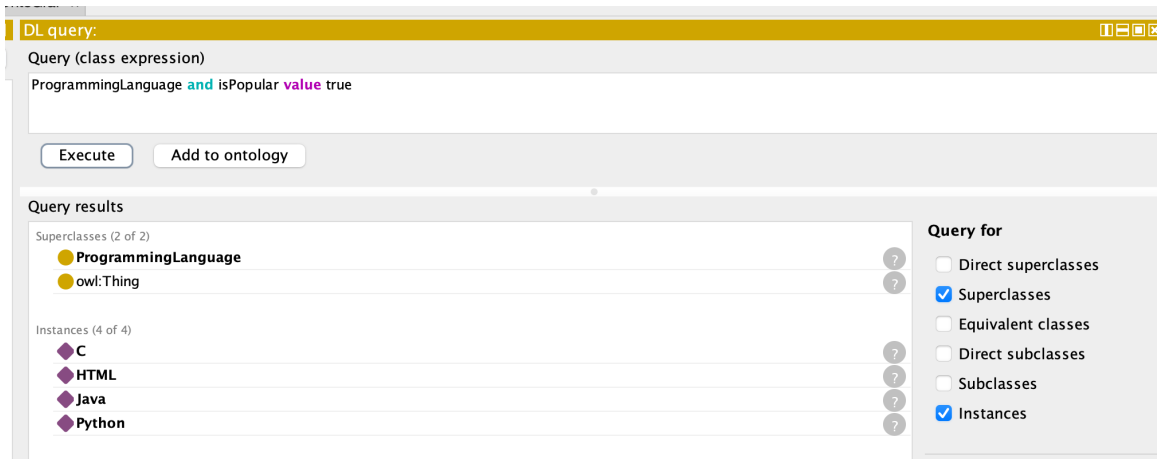 DL query:
Query (class expression)
ProgrammingLanguage and isPopular value true
Execute
Add to ontology
Query results
Superclasses (2 of 2)
ProgrammingLanguage
?
owl:Thing
?
Instances (4 of 4)
C
?
HTML
?
Java
?
Python
?
Query for
Direct superclasses
Superclasses
Equivalent classes
Direct subclasses
Subclasses
Instances